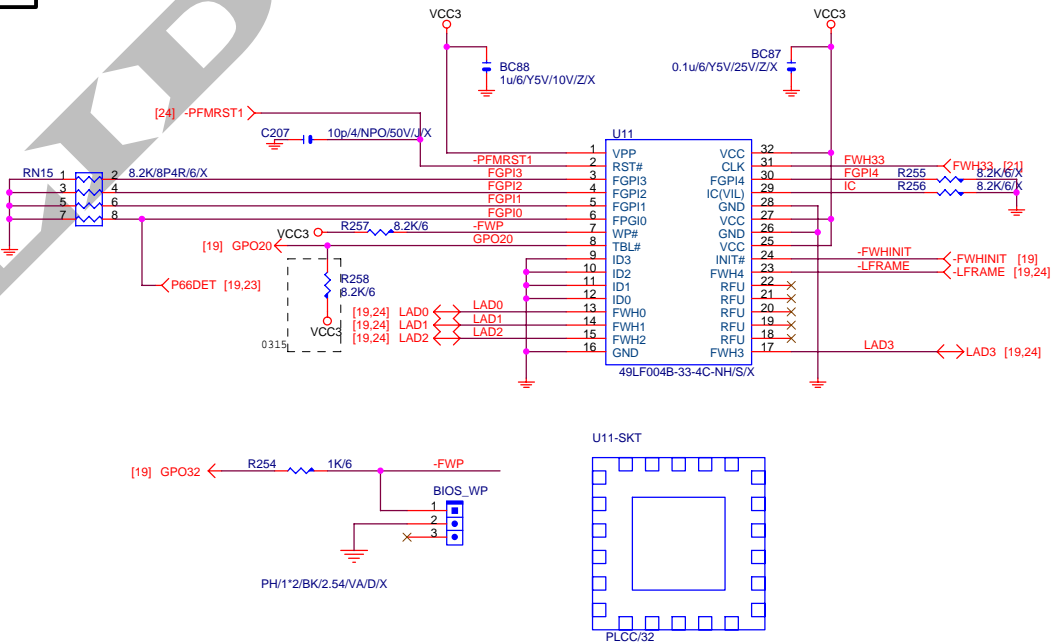 VCC3
VCC3
BC88
1u/6/Y5V/10V/Z/X
BC87
0.1u/6/Y5V/25V/Z/X
[24] -PFMRST1
C207
10p/4/NPO/50V/J/X
U11
-PFMRST1
1 VPP VCC 32
2 RST# CLK 31 FWH33 FWH33 [21]
RN15 1 2 8.2K/8P4R/6/X FGPI3 3 FGPI3 FGPI4 30 FGPI4 R255 8.2K/6/X
3 4 FGPI2 4 FGPI2 IC(VIL) 29 IC R256 8.2K/6/X
5 6 FGPI1 5 FGPI1 GND 28
7 8 FGPI0 6 FPGI0 VCC 27
VCC3 R257 8.2K/6 -FWP 7 WP# GND 26
[19] GPO20 GPO20 8 TBL# VCC 25
9 ID3 INIT# 24 -FWHINIT -FWHINIT [19]
10 ID2 FWH4 23 -LFRAME -LFRAME [19,24]
P66DET [19,23]
R258
8.2K/6
11 ID1 RFU 22
12 ID0 RFU 21
[19,24] LAD0 LAD0 13 FWH0 RFU 20
[19,24] LAD1 LAD1 14 FWH1 RFU 19
VCC3
[19,24] LAD2 LAD2 15 FWH2 RFU 18
0315
16 GND FWH3 17 LAD3 LAD3 [19,24]
49LF004B-33-4C-NH/S/X
U11-SKT
[19] GPO32 R254 1K/6 -FWP
BIOS_WP
1
2
3
PH/1*2/BK/2.54/VA/D/X
PLCC/32